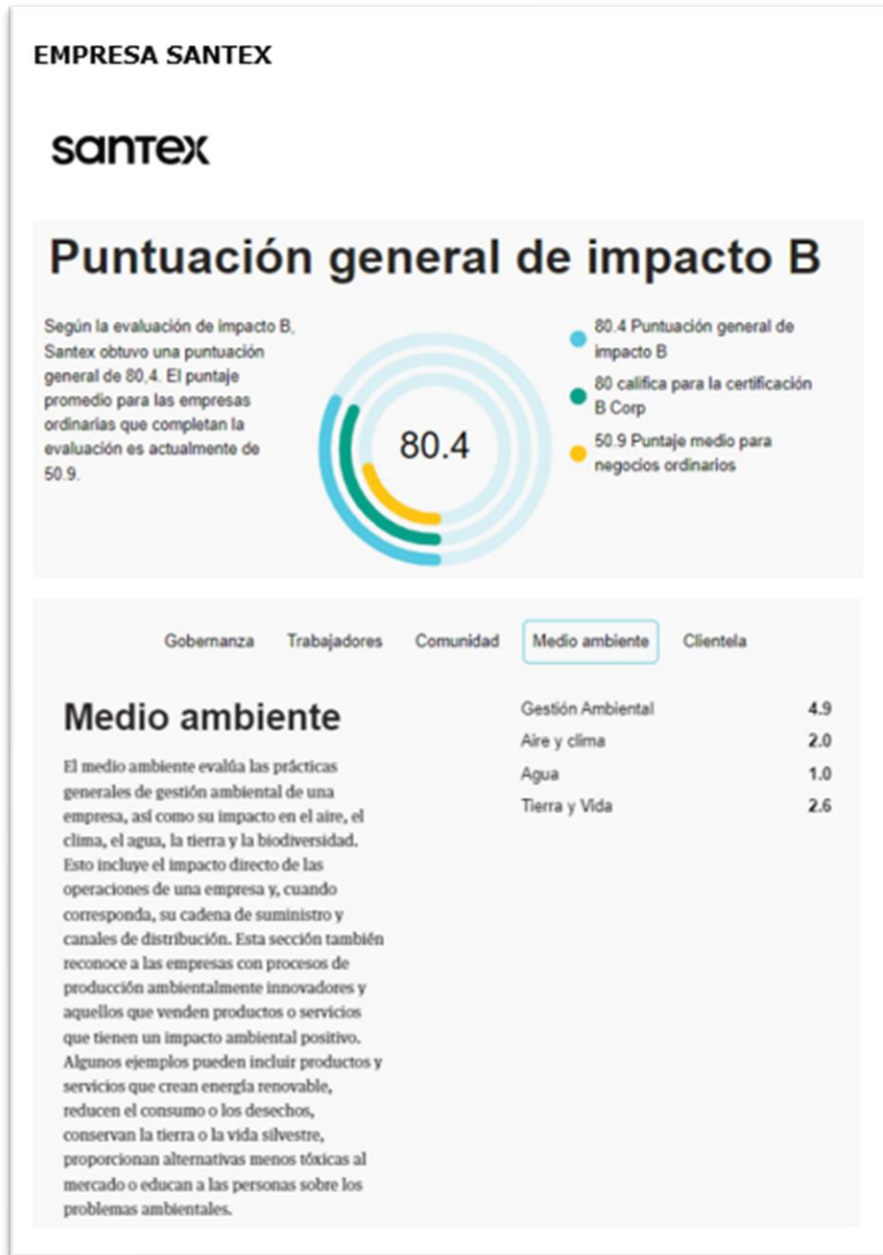 EMPRESA SANTEX
santex
Puntuación general de impacto B
Según la evaluación de impacto B,
Santex obtuvo una puntuación
general de 80,4. El puntaje
promedio para las empresas
ordinarias que completan la
evaluación es actualmente de
50.9.
80.4
80.4 Puntuación general de
impacto B
80 califica para la certificación
B Corp
50.9 Puntaje medio para
negocios ordinarios
Gobernanza Trabajadores Comunidad Medio ambiente Clientela
Medio ambiente
El medio ambiente evalúa las prácticas
generales de gestión ambiental de una
empresa, así como su impacto en el aire, el
clima, el agua, la tierra y la biodiversidad.
Esto incluye el impacto directo de las
operaciones de una empresa y, cuando
corresponda, su cadena de suministro y
canales de distribución. Esta sección también
reconoce a las empresas con procesos de
producción ambientalmente innovadores y
aquellos que venden productos o servicios
que tienen un impacto ambiental positivo.
Algunos ejemplos pueden incluir productos y
servicios que crean energía renovable,
reducen el consumo o los desechos,
conservan la tierra o la vida silvestre,
proporcionan alternativas menos tóxicas al
mercado o educan a las personas sobre los
problemas ambientales.
Gestión Ambiental 4.9
Aire y clima 2.0
Agua 1.0
Tierra y Vida 2.6